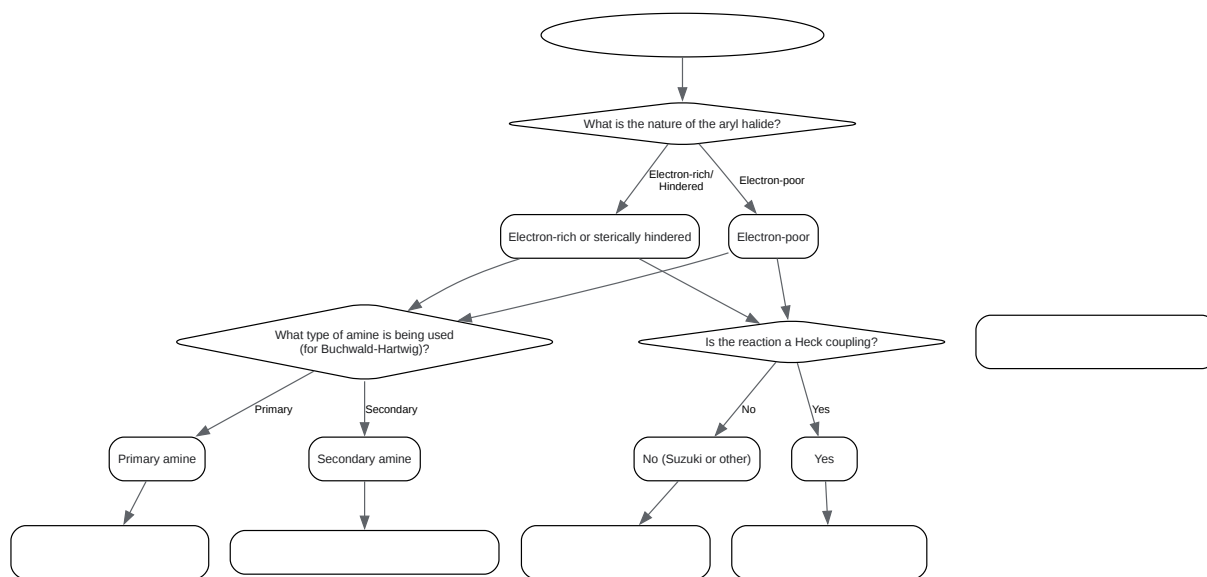 What is the nature of the aryl halide?
Electron-rich/
Hindered
Electron-poor
Electron-rich or sterically hindered
Electron-poor
What type of amine is being used
(for Buchwald-Hartwig)?
Is the reaction a Heck coupling?
Primary
Secondary
No
Yes
Primary amine
Secondary amine
No (Suzuki or other)
Yes